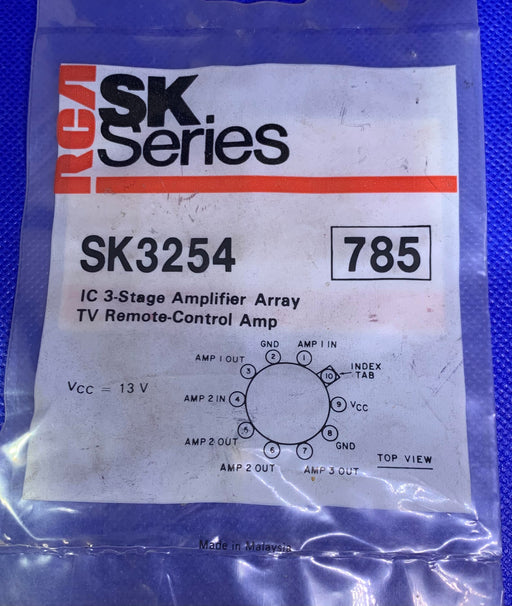 RCA
SK
Series
SK3254 785
IC 3-Stage Amplifier Array
TV Remote-Control Amp
VCC = 13 V
GND AMP 1 IN
2 1
AMP 1 OUT 3 10 INDEX
TAB
AMP 2 IN 4 9 VCC
AMP 2 OUT 5 8 GND
6 7
AMP 2 OUT AMP 3 OUT
TOP VIEW
Made in Malaysia